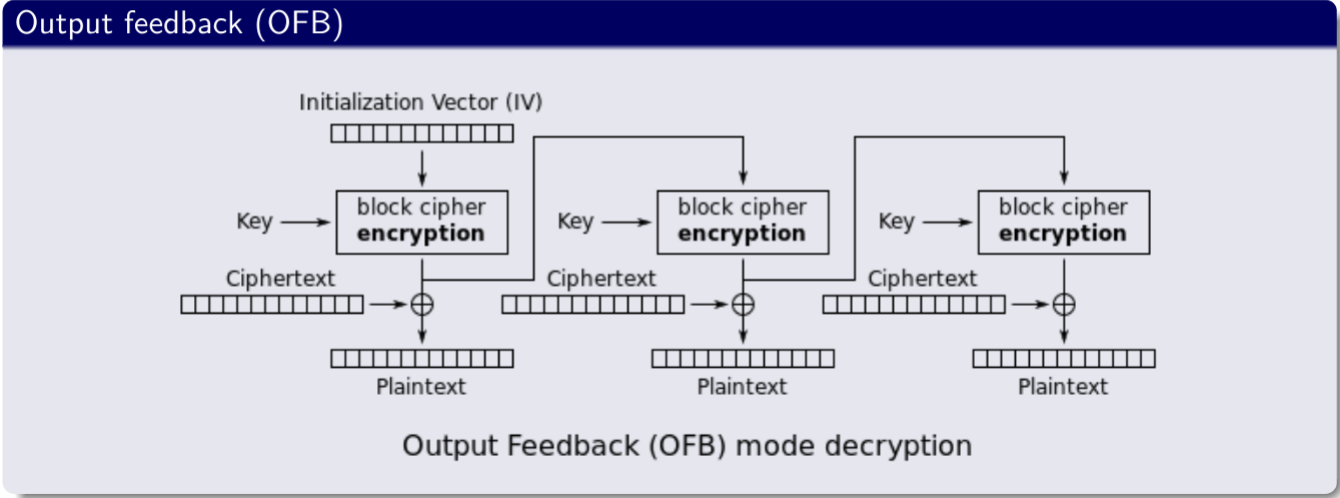 Output feedback (OFB)
Initialization Vector (IV)
Key
block cipher
encryption
Key
block cipher
encryption
Key
block cipher
encryption
Ciphertext
Ciphertext
Ciphertext
Plaintext
Plaintext
Plaintext
Output Feedback (OFB) mode decryption